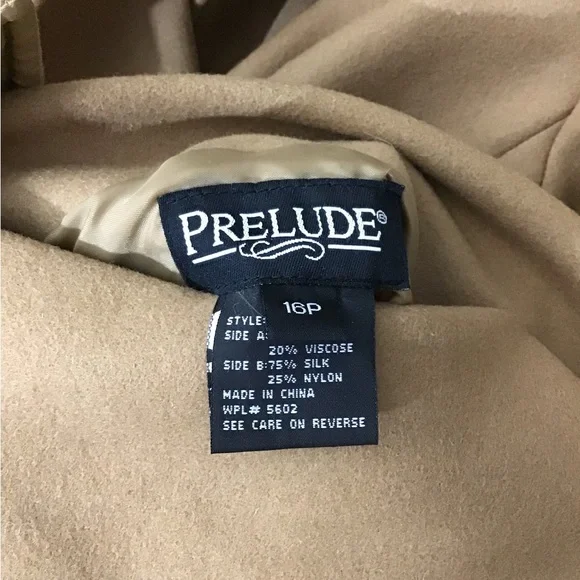 PRELUDE®
16P
STYLE:
SIDE A:
20% VISCOSE
SIDE B:75% SILK
25% NYLON
MADE IN CHINA
WPL# 5602
SEE CARE ON REVERSE